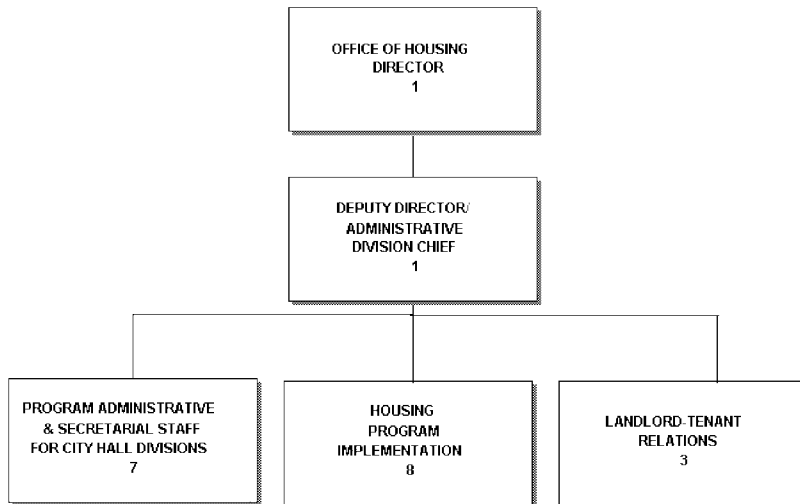 OFFICE OF HOUSING
DIRECTOR
1
DEPUTY DIRECTOR/
ADMINISTRATIVE
DIVISION CHIEF
1
PROGRAM ADMINISTRATIVE
& SECRETARIAL STAFF
FOR CITY HALL DIVISIONS
7
HOUSING
PROGRAM
IMPLEMENTATION
8
LANDLORD-TENANT
RELATIONS
3